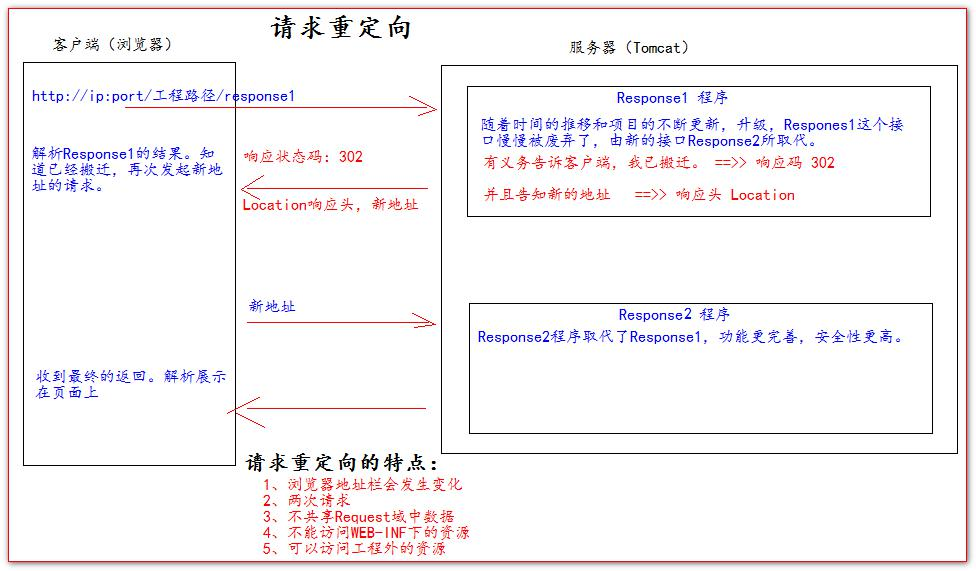 请求重定向
客户端（浏览器）
服务器（Tomcat）
http://ip:port/工程路径/response1
解析Response1的结果。知
道已经搬迁，再次发起新地
址的请求。
响应状态码：302
Location响应头，新地址
Response1 程序
随着时间的推移和项目的不断更新，升级，Respones1这个接
口慢慢被废弃了，由新的接口Response2所取代。
有义务告诉客户端，我已搬迁。 ==>> 响应码 302
并且告知新的地址 ==>> 响应头 Location
新地址
Response2 程序
Response2程序取代了Response1，功能更完善，安全性更高。
收到最终的返回。解析展示
在页面上
请求重定向的特点：
1、浏览器地址栏会发生变化
2、两次请求
3、不共享Request域中数据
4、不能访问WEB-INF下的资源
5、可以访问工程外的资源